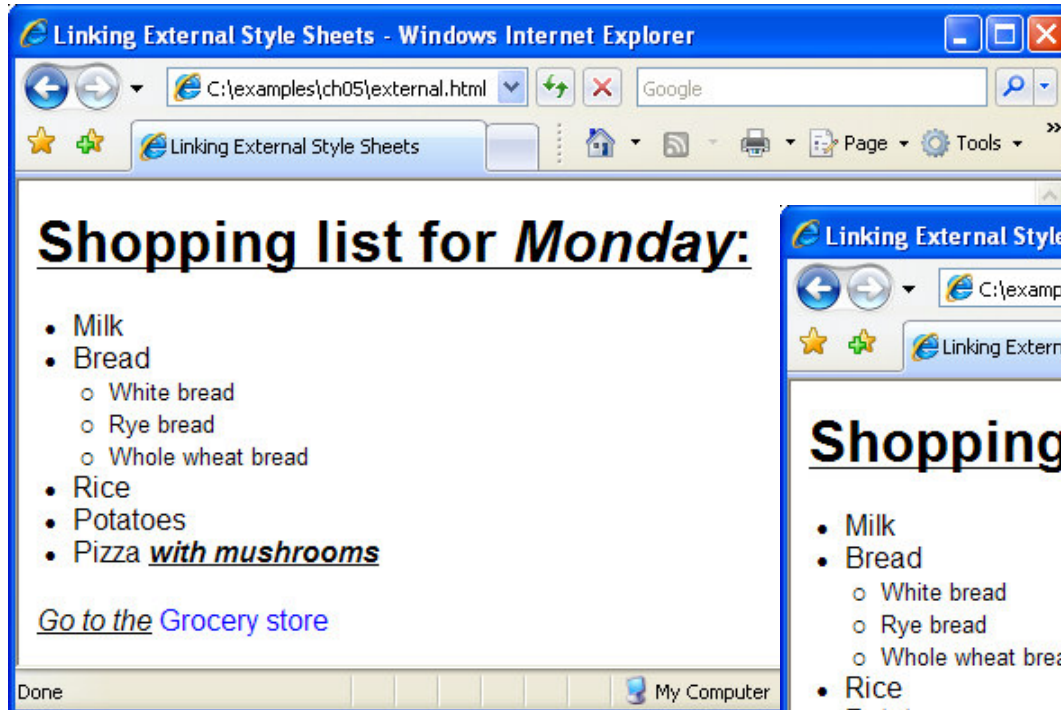 Linking External Style Sheets - Windows Internet Explorer
C:\examples\ch05\external.html
Google
Linking External Style Sheets
Page
Tools
»
Shopping list for Monday:
• Milk
• Bread
○ White bread
○ Rye bread
○ Whole wheat bread
• Rice
• Potatoes
• Pizza with mushrooms
Go to the Grocery store
Done
My Computer
Linking External Style
C:\examp
Linking Extern
Shopping
• Milk
• Bread
○ White bread
○ Rye bread
○ Whole wheat brea
• Rice